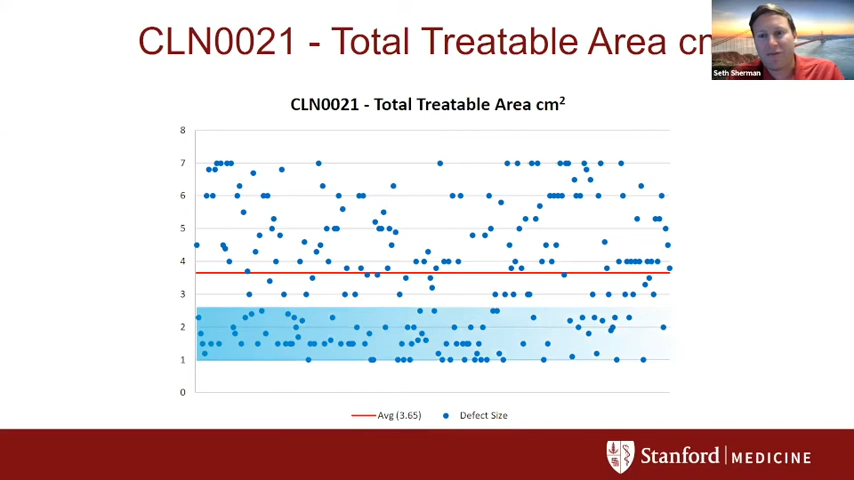 CLN0021 - Total Treatable Area cm
Seth Sherman
CLN0021 - Total Treatable Area cm²
8
7
6
5
4
3
2
1
0
Avg (3.65) Defect Size
Stanford MEDICINE